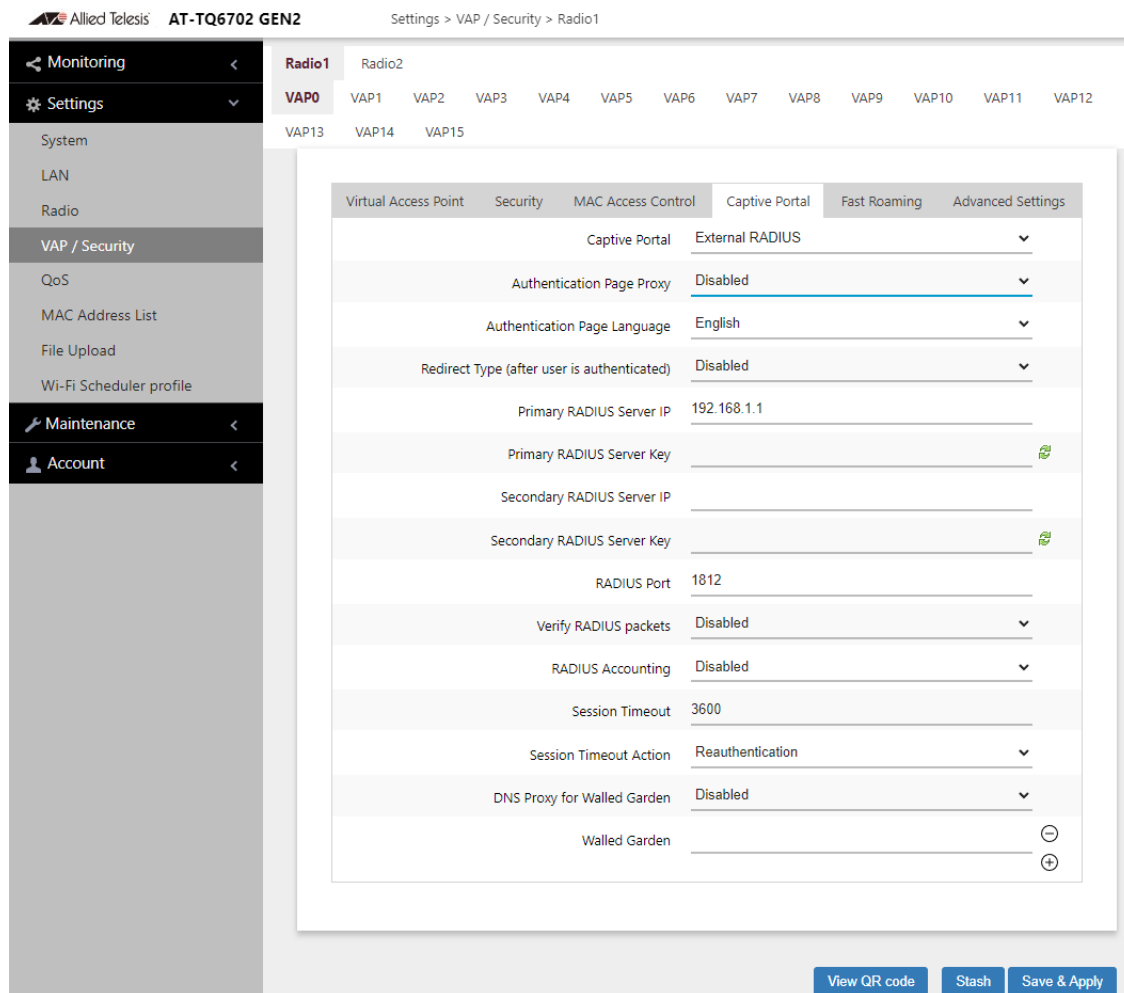 Allied Telesis AT-TQ6702 GEN2 Settings > VAP / Security > Radio1
Monitoring
Settings
System
LAN
Radio
VAP / Security
QoS
MAC Address List
File Upload
Wi-Fi Scheduler profile
Maintenance
Account
Radio1 Radio2
VAP0 VAP1 VAP2 VAP3 VAP4 VAP5 VAP6 VAP7 VAP8 VAP9 VAP10 VAP11 VAP12
VAP13 VAP14 VAP15
Virtual Access Point Security MAC Access Control Captive Portal Fast Roaming Advanced Settings
Captive Portal External RADIUS
Authentication Page Proxy Disabled
Authentication Page Language English
Redirect Type (after user is authenticated) Disabled
Primary RADIUS Server IP 192.168.1.1
Primary RADIUS Server Key
Secondary RADIUS Server IP
Secondary RADIUS Server Key
RADIUS Port 1812
Verify RADIUS packets Disabled
RADIUS Accounting Disabled
Session Timeout 3600
Session Timeout Action Reauthentication
DNS Proxy for Walled Garden Disabled
Walled Garden
View QR code Stash Save & Apply